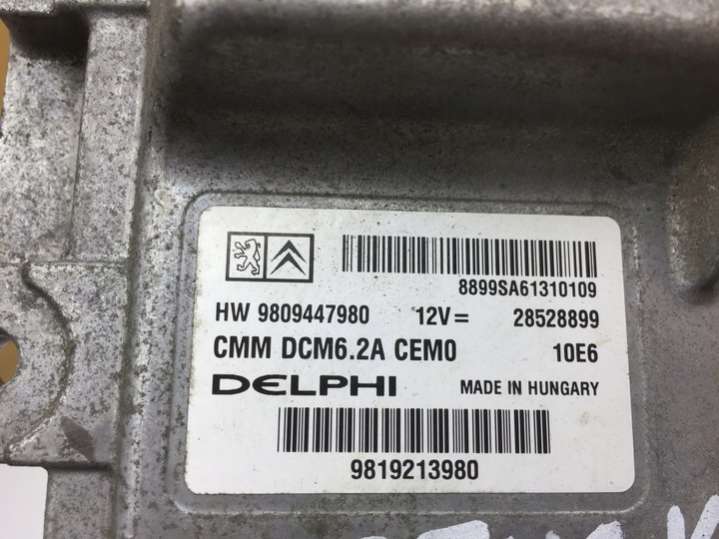 8899SA61310109
HW 9809447980 12V= 28528899
CMM DCM6.2A CEM0 10E6
DELPHI MADE IN HUNGARY
9819213980